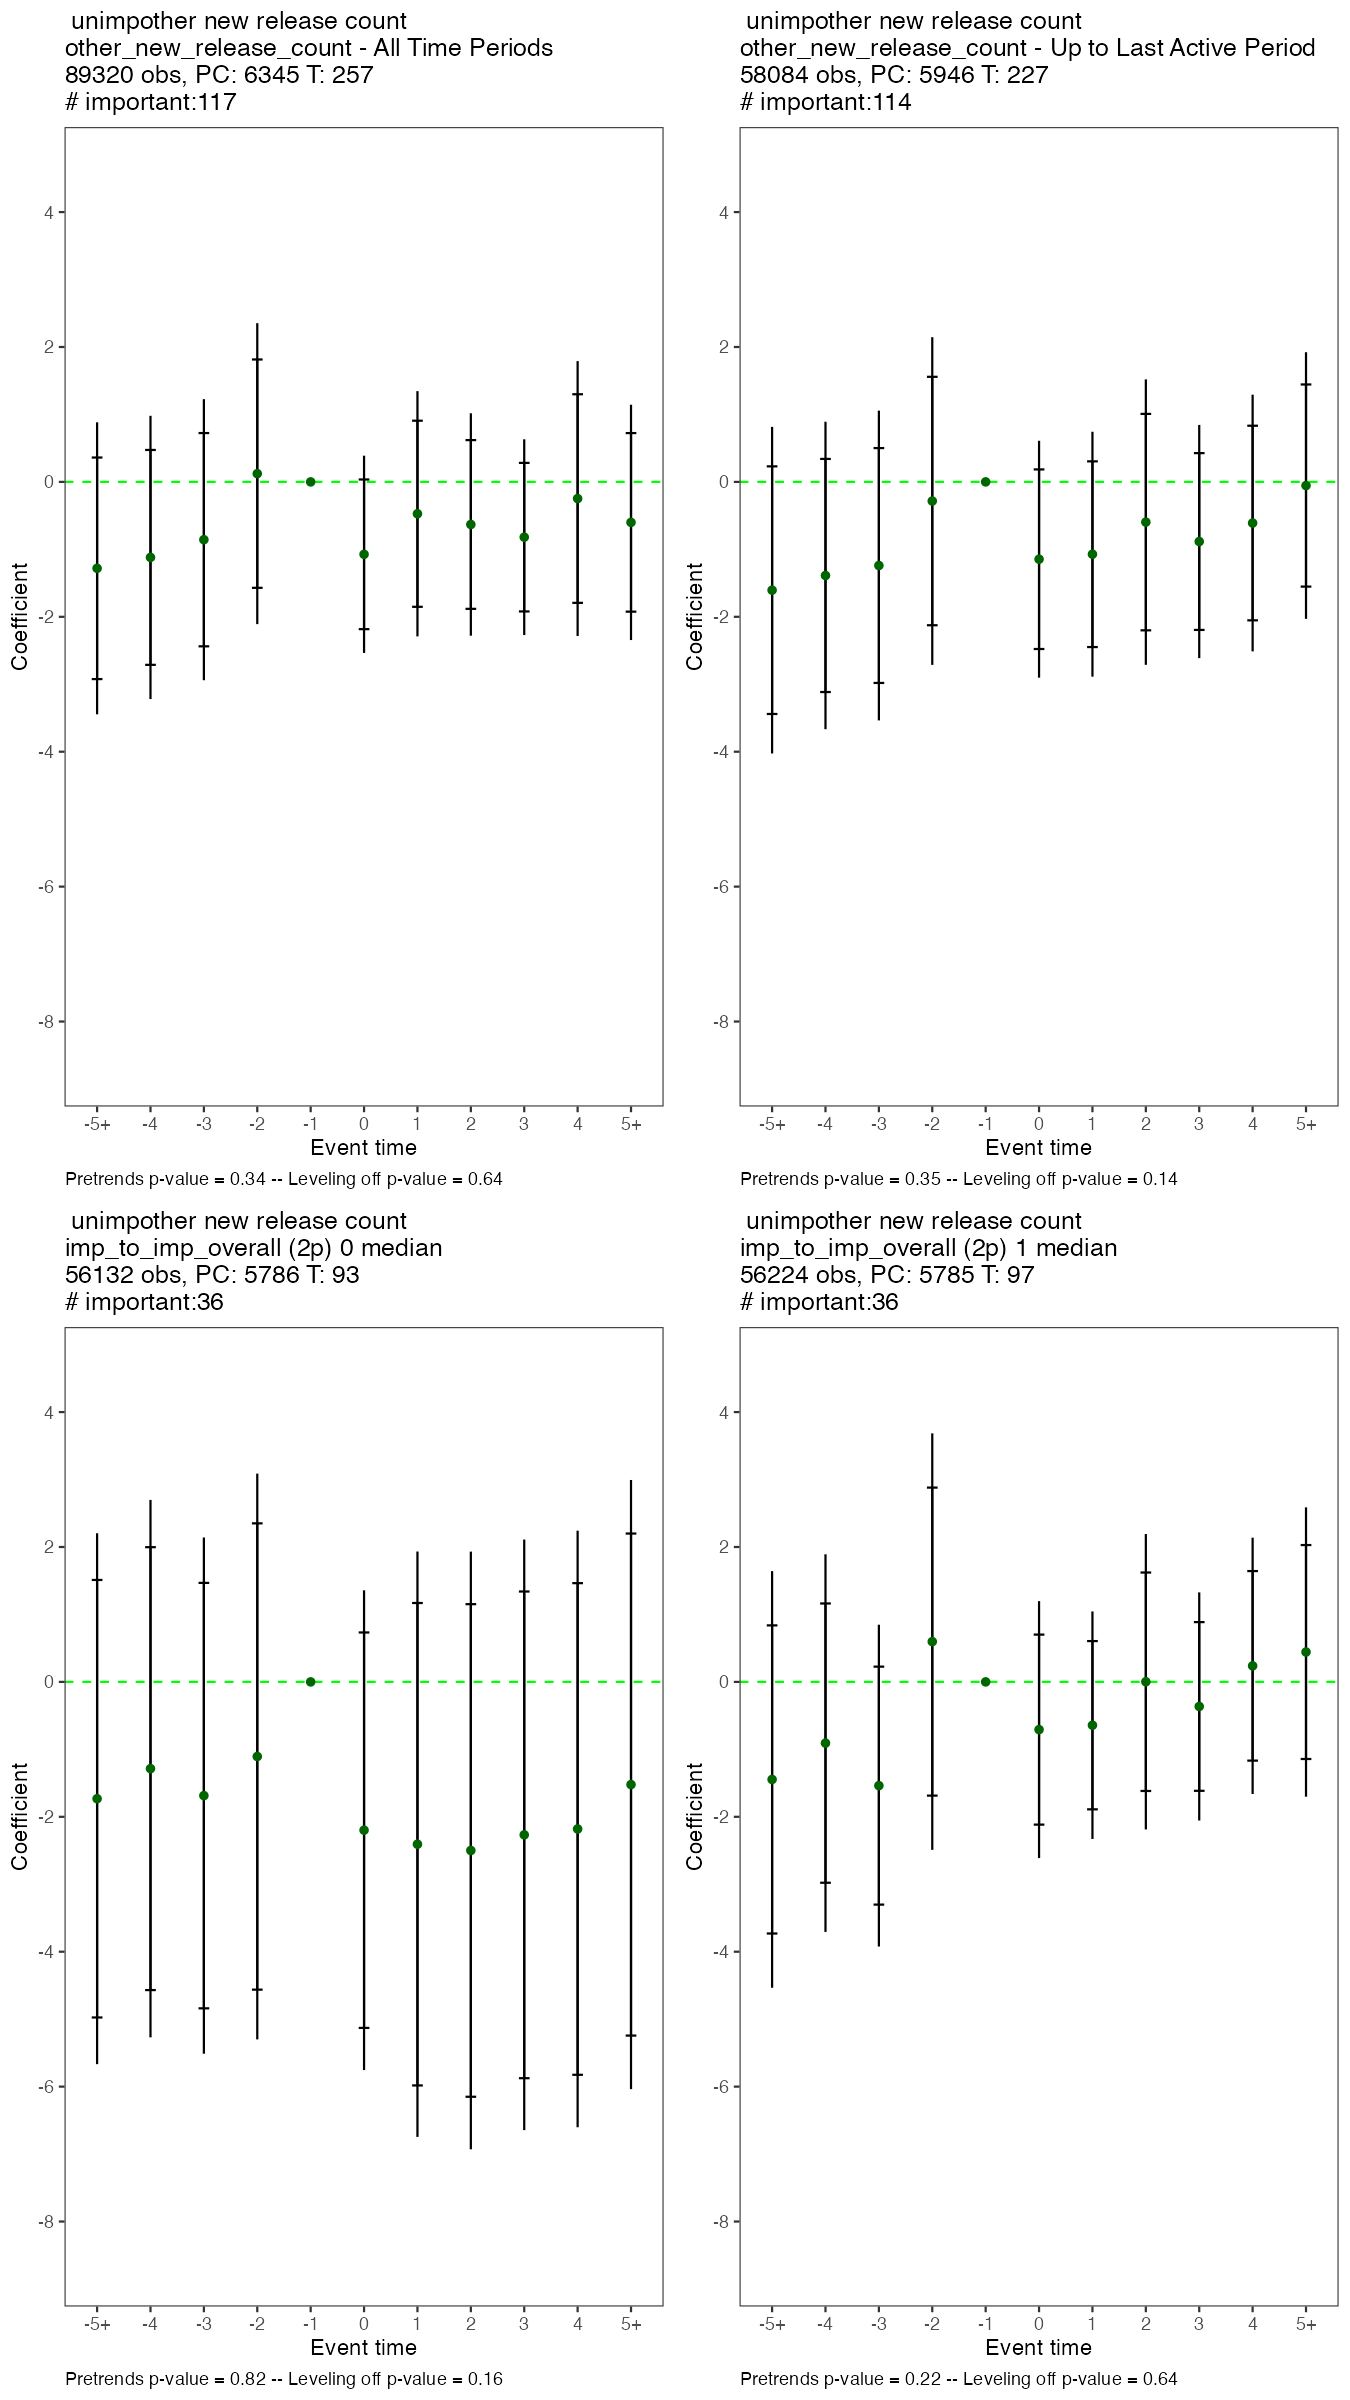 unimpother new release count
other_new_release_count - All Time Periods
89320 obs, PC: 6345 T: 257
# important:117
4
2
0
-2
-4
-6
-8
Coefficient
-5+ -4 -3 -2 -1 0 1 2 3 4 5+
Event time
Pretrends p-value = 0.34 -- Leveling off p-value = 0.64
unimpother new release count
other_new_release_count - Up to Last Active Period
58084 obs, PC: 5946 T: 227
# important:114
4
2
0
-2
-4
-6
-8
Coefficient
-5+ -4 -3 -2 -1 0 1 2 3 4 5+
Event time
Pretrends p-value = 0.35 -- Leveling off p-value = 0.14
unimpother new release count
imp_to_imp_overall (2p) 0 median
56132 obs, PC: 5786 T: 93
# important:36
4
2
0
-2
-4
-6
-8
Coefficient
-5+ -4 -3 -2 -1 0 1 2 3 4 5+
Event time
Pretrends p-value = 0.82 -- Leveling off p-value = 0.16
unimpother new release count
imp_to_imp_overall (2p) 1 median
56224 obs, PC: 5785 T: 97
# important:36
4
2
0
-2
-4
-6
-8
Coefficient
-5+ -4 -3 -2 -1 0 1 2 3 4 5+
Event time
Pretrends p-value = 0.22 -- Leveling off p-value = 0.64